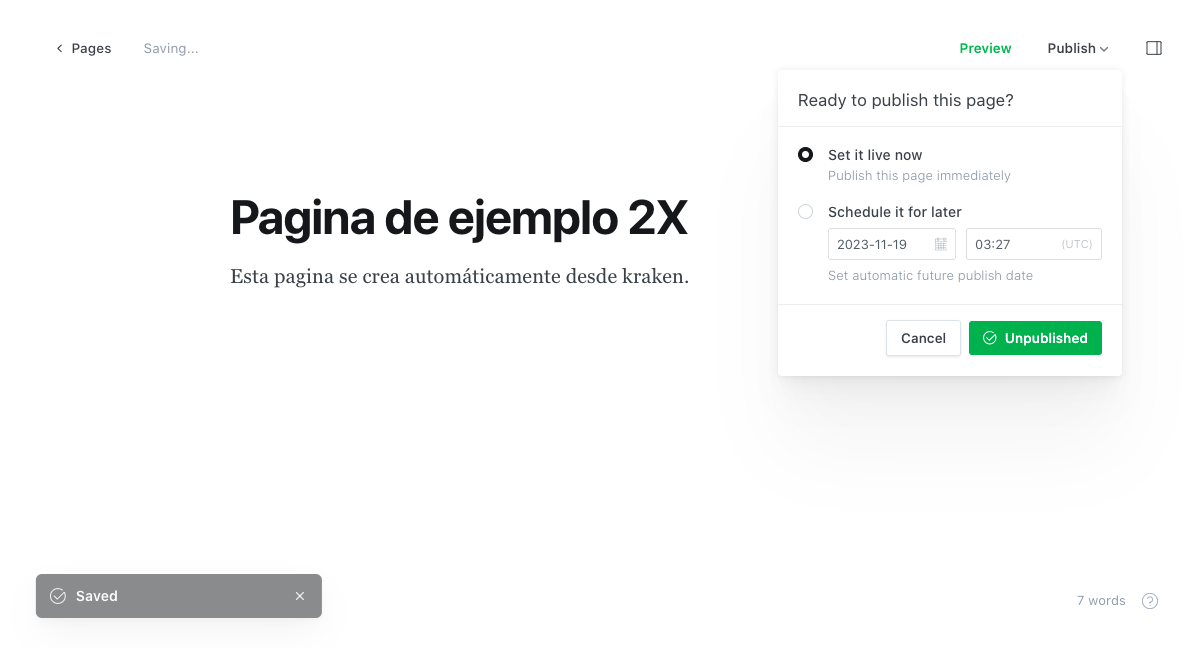 Pages
Saving...
Preview
Publish
Ready to publish this page?
Set it live now
Publish this page immediately
Schedule it for later
2023-11-19
03:27
(UTC)
Set automatic future publish date
Cancel
Unpublished
Pagina de ejemplo 2X
Esta pagina se crea automáticamente desde kraken.
Saved
7 words
?